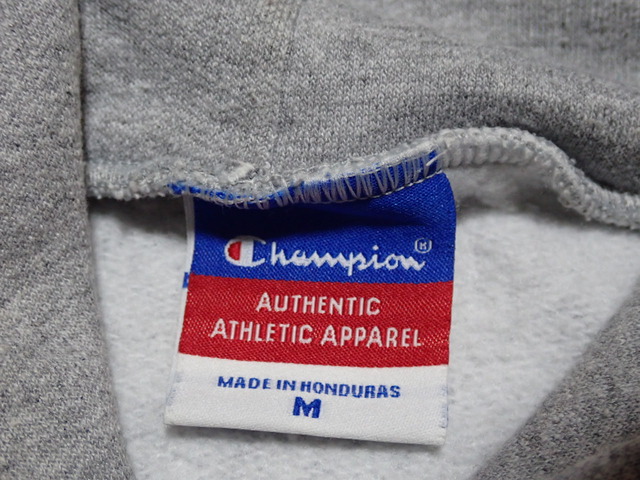 Champion®
AUTHENTIC
ATHLETIC APPAREL
MADE IN HONDURAS
M